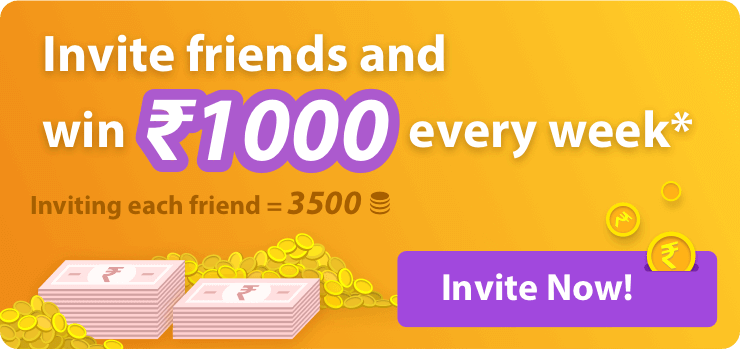 Invite friends and
win ₹1000 every week*
Inviting each friend = 3500
Invite Now!
₹
₹
₹
₹